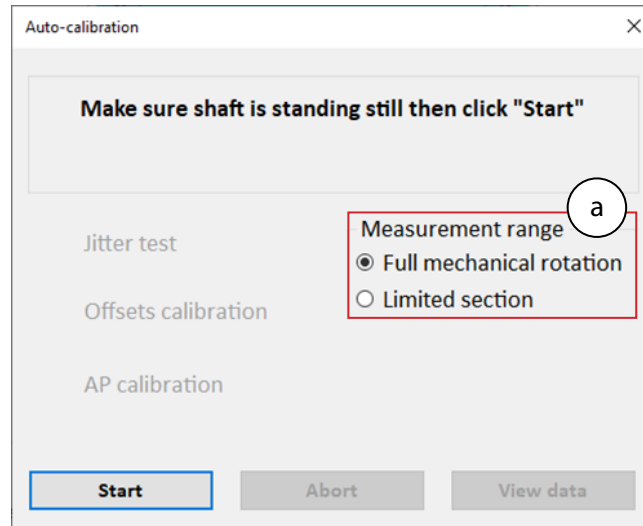 Auto-calibration
Make sure shaft is standing still then click "Start"
a
Measurement range
Jitter test
Full mechanical rotation
Limited section
Offsets calibration
AP calibration
Start
Abort
View data